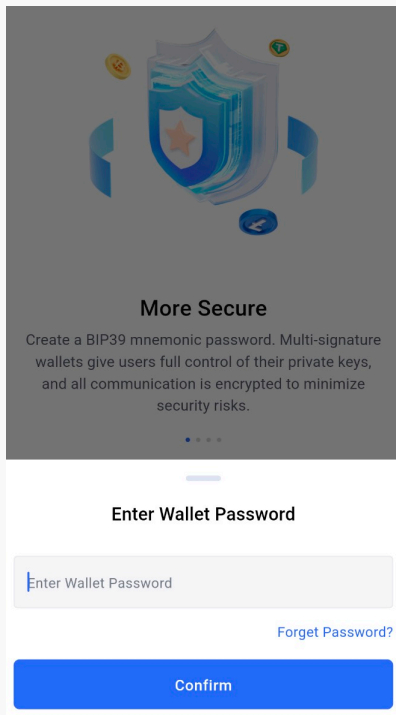 More Secure
Create a BIP39 mnemonic password. Multi-signature
wallets give users full control of their private keys,
and all communication is encrypted to minimize
security risks.
Enter Wallet Password
Enter Wallet Password
Forget Password?
Confirm